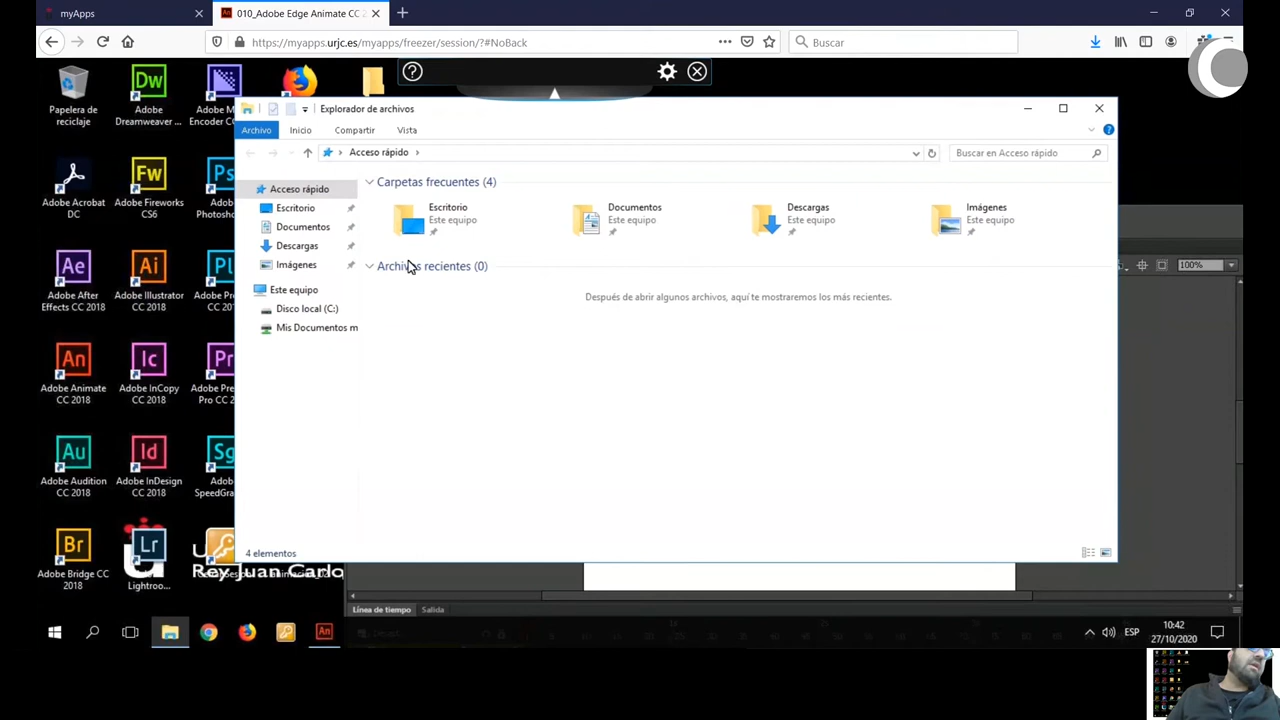 myApps
010_Adobe Edge Animate CC 2
https://myapps.urjc.es/myapps/freezer/session/?#NoBack
Buscar
Papelera de reciclaje
Adobe Dreamweaver ...
Adobe M
Encoder CC
Explorador de archivos
Archivo
Inicio
Compartir
Vista
Acceso rápido
Buscar en Acceso rápido
Acceso rápido
Escritorio
Documentos
Descargas
Imágenes
Este equipo
Disco local (C:)
Mis Documentos m
Carpetas frecuentes (4)
Escritorio
Este equipo
Documentos
Este equipo
Descargas
Este equipo
Imágenes
Este equipo
Archivos recientes (0)
Después de abrir algunos archivos, aquí te mostraremos los más recientes.
4 elementos
Adobe Acrobat DC
Adobe Fireworks CS6
Adob
Photosh
Adobe After Effects CC 2018
Adobe Illustrator CC 2018
Adobe Pr
CC 20
Adobe Animate CC 2018
Adobe InCopy CC 2018
Adobe Pre
Pro CC 2
Adobe Audition CC 2018
Adobe InDesign CC 2018
Adob
SpeedGra
Adobe Bridge CC 2018
Lightroo...
Rey Juan Carlo
100%
Línea de tiempo
Salida
ESP
10:42
27/10/2020